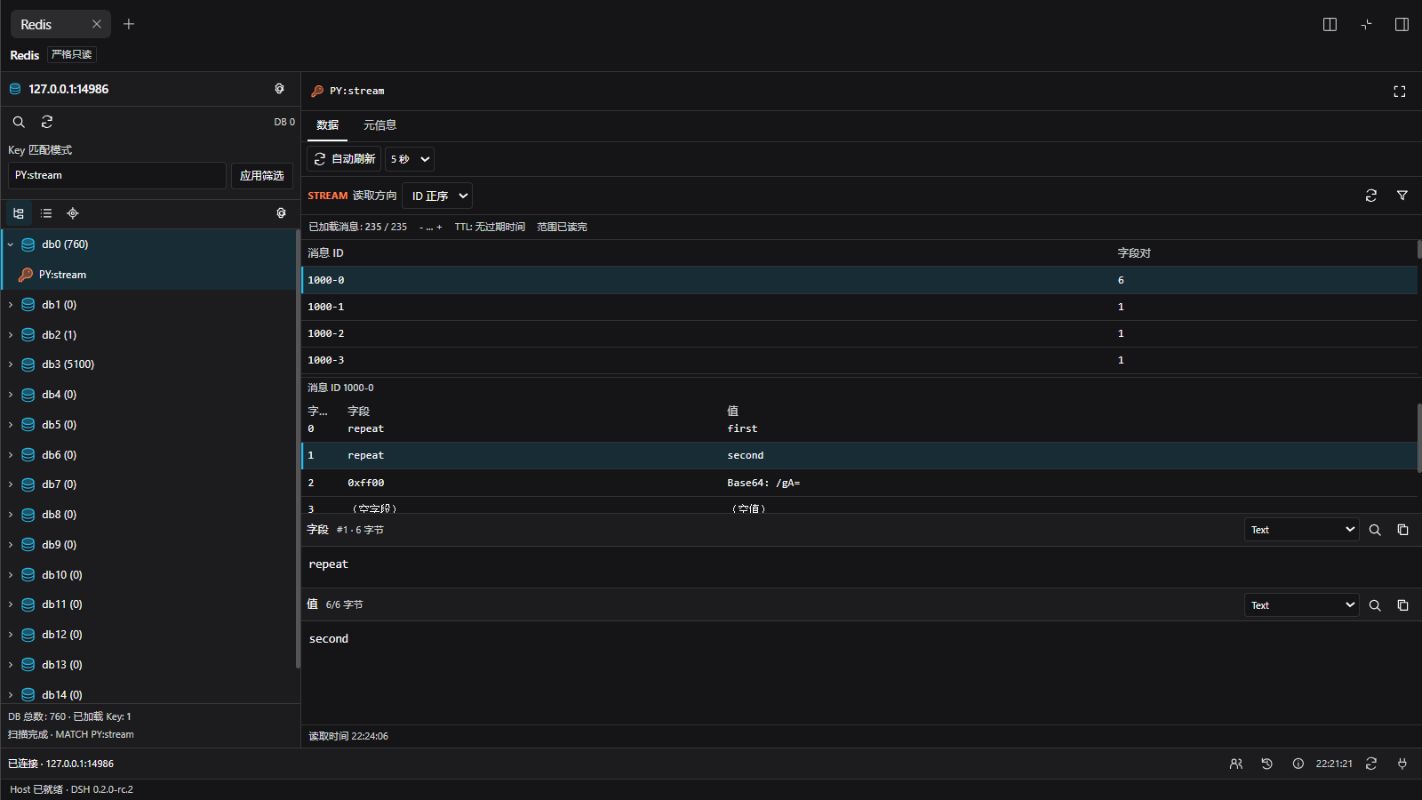 Redis
Redis 严格只读
127.0.0.1:14986
DB 0
Key 匹配模式
PY:stream 应用筛选
db0 (760)
PY:stream
db1 (0)
db2 (1)
db3 (5100)
db4 (0)
db5 (0)
db6 (0)
db7 (0)
db8 (0)
db9 (0)
db10 (0)
db11 (0)
db12 (0)
db13 (0)
db14 (0)
DB 总数: 760 · 已加载 Key: 1
扫描完成 · MATCH PY:stream
PY:stream
数据 元信息
自动刷新 5 秒
STREAM 读取方向 ID 正序
已加载消息: 235 / 235 - ... + TTL: 无过期时间 范围已读完
消息 ID 字段对
1000-0 6
1000-1 1
1000-2 1
1000-3 1
消息 ID 1000-0
字... 字段 值
0 repeat first
1 repeat second
2 0xff00 Base64: /gA=
3 (空字段) (空值)
字段 #1 · 6 字节 Text
repeat
值 6/6 字节 Text
second
读取时间 22:24:06
已连接 · 127.0.0.1:14986 22:21:21
Host 已就绪 · DSH 0.2.0-rc.2